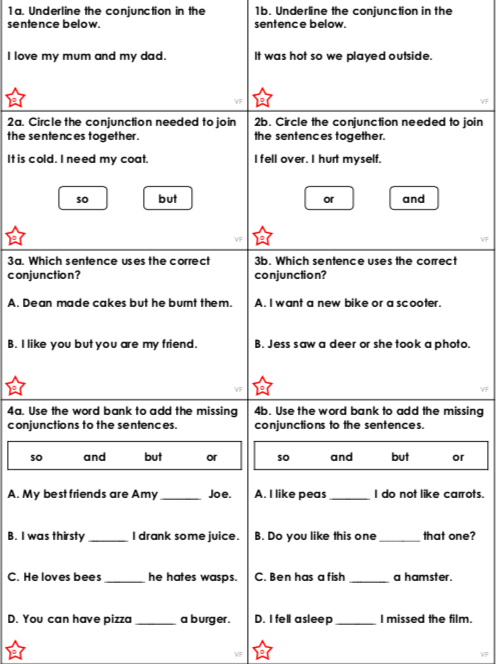 1a. Underline the conjunction in the
sentence below.
I love my mum and my dad.
VF
1b. Underline the conjunction in the
sentence below.
It was hot so we played outside.
VF
2a. Circle the conjunction needed to join
the sentences together.
It is cold. I need my coat.
so but
VF
2b. Circle the conjunction needed to join
the sentences together.
I fell over. I hurt myself.
or and
VF
3a. Which sentence uses the correct
conjunction?
A. Dean made cakes but he burnt them.
B. I like you but you are my friend.
VF
3b. Which sentence uses the correct
conjunction?
A. I want a new bike or a scooter.
B. Jess saw a deer or she took a photo.
VF
4a. Use the word bank to add the missing
conjunctions to the sentences.
so and but or
A. My best friends are Amy ______ Joe.
B. I was thirsty ______ I drank some juice.
C. He loves bees ______ he hates wasps.
D. You can have pizza ______ a burger.
VF
4b. Use the word bank to add the missing
conjunctions to the sentences.
so and but or
A. I like peas ______ I do not like carrots.
B. Do you like this one ______ that one?
C. Ben has a fish ______ a hamster.
D. I fell asleep ______ I missed the film.
VF